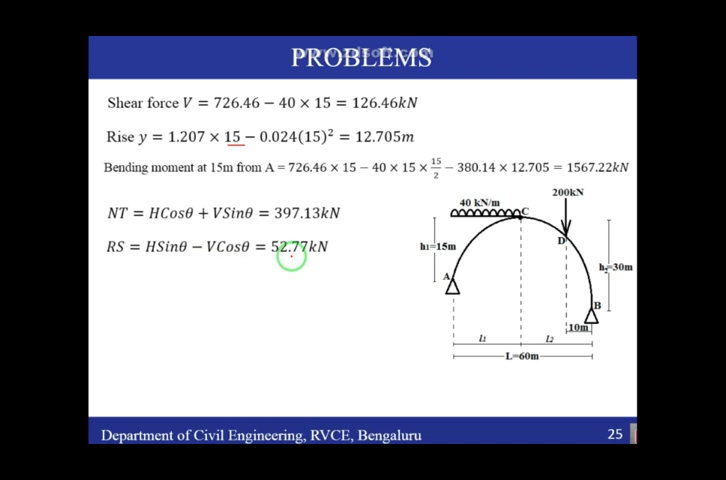 PROBLEMS
Shear force V = 726.46 − 40 × 15 = 126.46kN
Rise y = 1.207 × 15 − 0.024(15)² = 12.705m
Bending moment at 15m from A = 726.46 × 15 − 40 × 15 × 15/2 − 380.14 × 12.705 = 1567.22kN
NT = HCosθ + VSinθ = 397.13kN
RS = HSinθ − VCosθ = 52.77kN
200kN
40 kN/m
C
D
h1=15m
h2=30m
A
B
10m
l1
l2
L=60m
Department of Civil Engineering, RVCE, Bengaluru
25